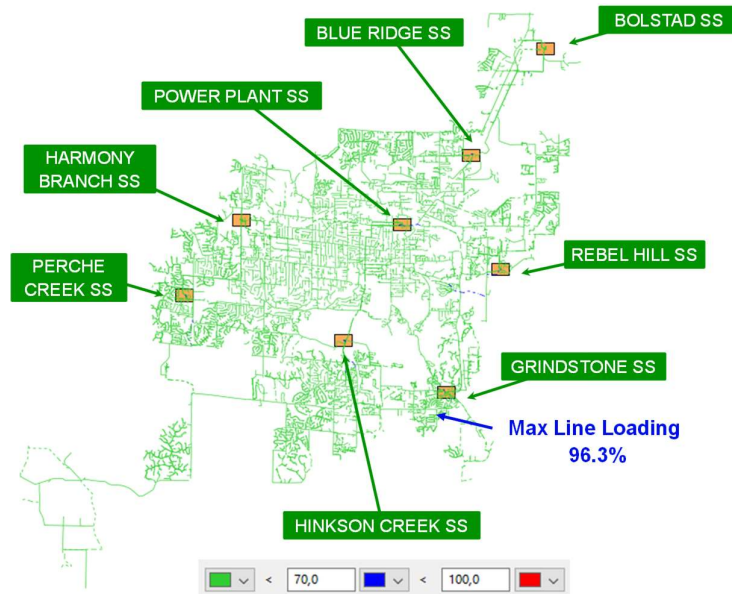 BOLSTAD SS
BLUE RIDGE SS
POWER PLANT SS
HARMONY
BRANCH SS
REBEL HILL SS
PERCHE
CREEK SS
GRINDSTONE SS
Max Line Loading
96.3%
HINKSON CREEK SS
< 70,0 < 100,0